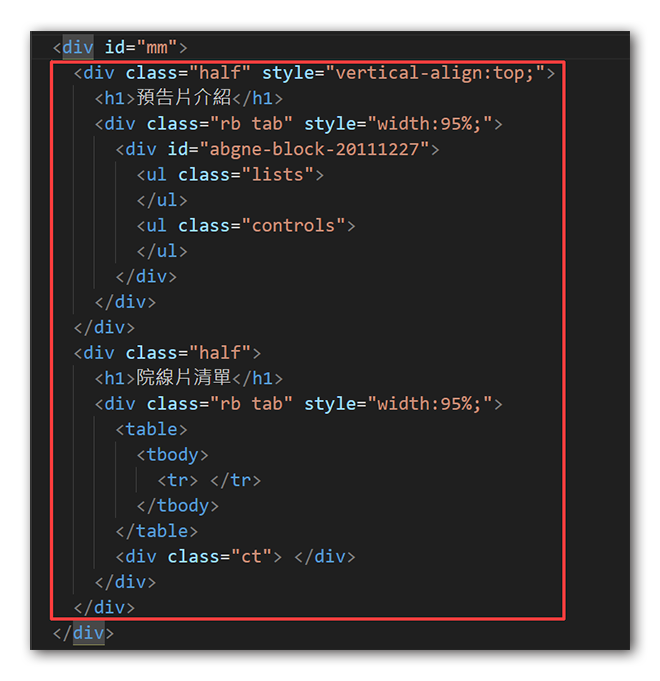 <div id="mm">
<div class="half" style="vertical-align:top;">
<h1>預告片介紹</h1>
<div class="rb tab" style="width:95%;">
<div id="abgne-block-20111227">
<ul class="lists">
</ul>
<ul class="controls">
</ul>
</div>
</div>
</div>
<div class="half">
<h1>院線片清單</h1>
<div class="rb tab" style="width:95%;">
<table>
<tbody>
<tr> </tr>
</tbody>
</table>
<div class="ct"> </div>
</div>
</div>
</div>